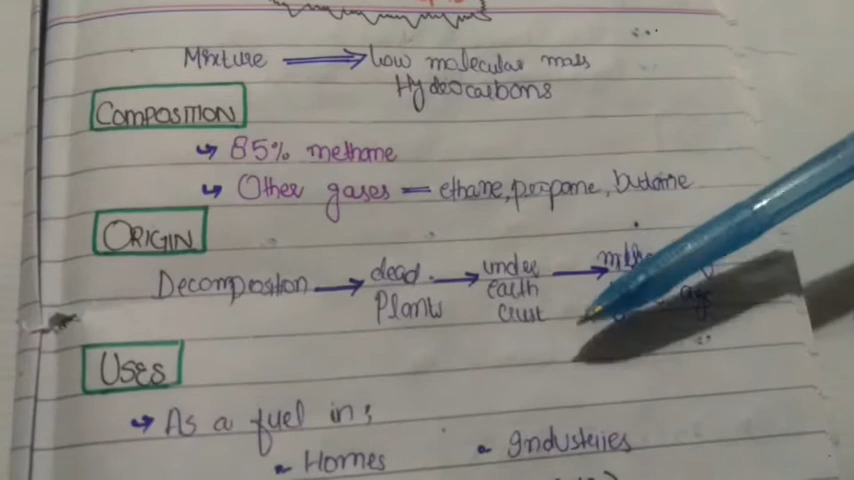 Mixture ⟹ low molecular mass
Hydrocarbons
COMPOSITION
↳ 85% methane
↳ Other gases — ethane, propane, butane
ORIGIN
Decomposition → dead → under →
Plants earth
crust
USES
↳ As a fuel in;
Homes Industries